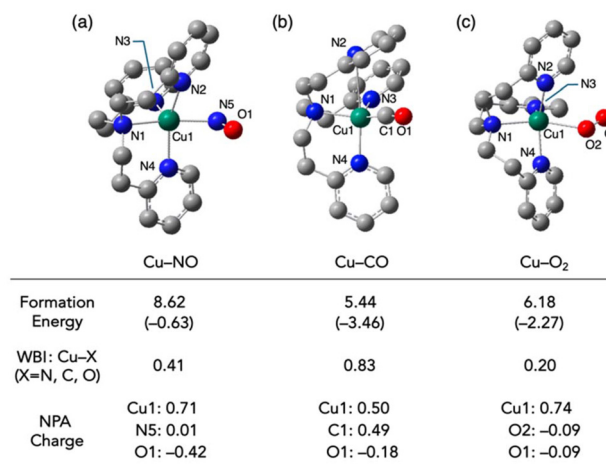 (a) (b) (c)
N3 N2 N5 O1 N1 Cu1 N4
N2 N1 N3 Cu1 O1 C1 N4
N2 N3 N1 Cu1 O2 N4
Cu–NO Cu–CO Cu–O₂
Formation Energy 8.62 (–0.63) 5.44 (–3.46) 6.18 (–2.27)
WBI: Cu–X (X=N, C, O) 0.41 0.83 0.20
NPA Charge
Cu1: 0.71 Cu1: 0.50 Cu1: 0.74
N5: 0.01 C1: 0.49 O2: –0.09
O1: –0.42 O1: –0.18 O1: –0.09